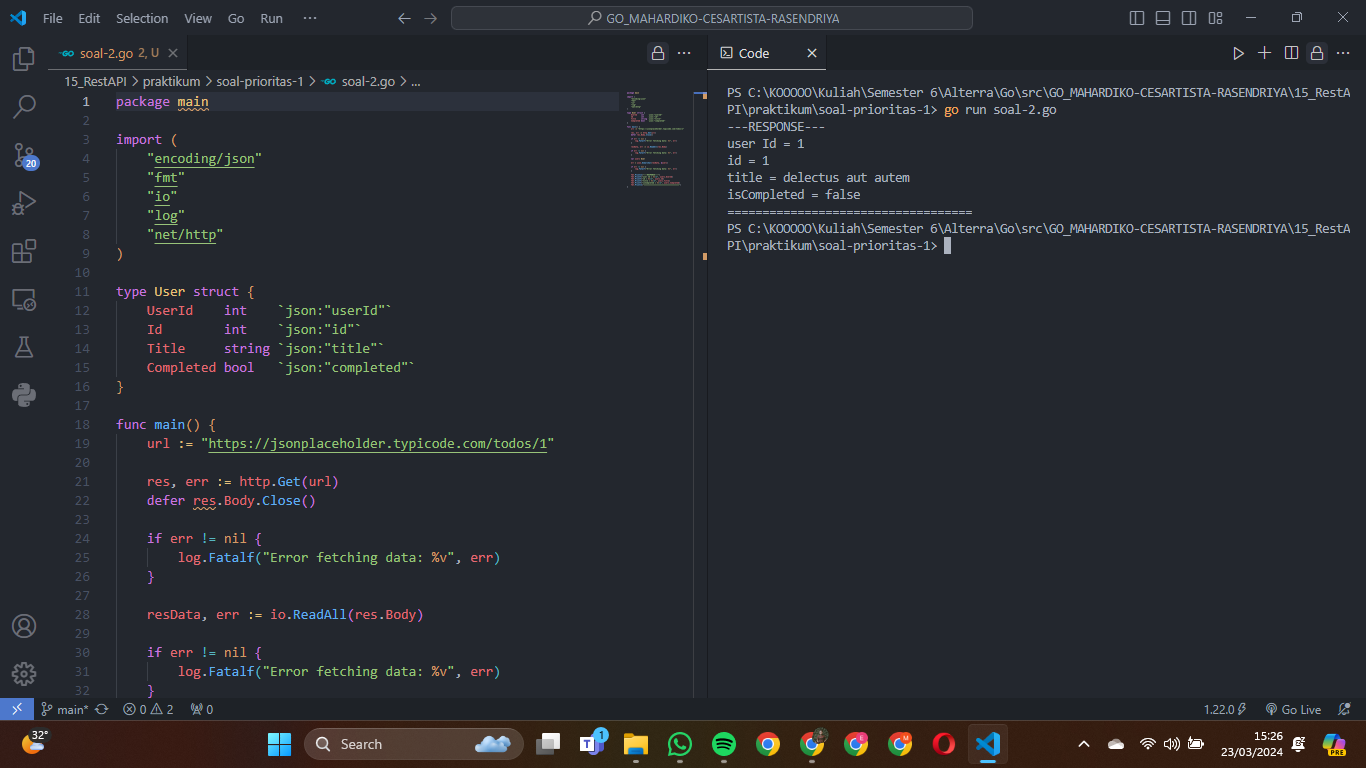 File Edit Selection View Go Run ··· GO_MAHARDIKO-CESARTISTA-RASENDRIYA
soal-2.go 2, U
15_RestAPI > praktikum > soal-prioritas-1 > soal-2.go > ...
1 package main
2
3 import (
4 "encoding/json"
5 "fmt"
6 "io"
7 "log"
8 "net/http"
9 )
10
11 type User struct {
12 UserId int `json:"userId"`
13 Id int `json:"id"`
14 Title string `json:"title"`
15 Completed bool `json:"completed"`
16 }
17
18 func main() {
19 url := "https://jsonplaceholder.typicode.com/todos/1"
20
21 res, err := http.Get(url)
22 defer res.Body.Close()
23
24 if err != nil {
25 log.Fatalf("Error fetching data: %v", err)
26 }
27
28 resData, err := io.ReadAll(res.Body)
29
30 if err != nil {
31 log.Fatalf("Error fetching data: %v", err)
32 }
Code
PS C:\KOOOOO\Kuliah\Semester 6\Alterra\Go\src\GO_MAHARDIKO-CESARTISTA-RASENDRIYA\15_RestA
PI\praktikum\soal-prioritas-1> go run soal-2.go
---RESPONSE---
user Id = 1
id = 1
title = delectus aut autem
isCompleted = false
===================================
PS C:\KOOOOO\Kuliah\Semester 6\Alterra\Go\src\GO_MAHARDIKO-CESARTISTA-RASENDRIYA\15_RestA
PI\praktikum\soal-prioritas-1>
20
main* 0 2 0 1.22.0 Go Live
32° Search 1 15:26
23/03/2024
PRE